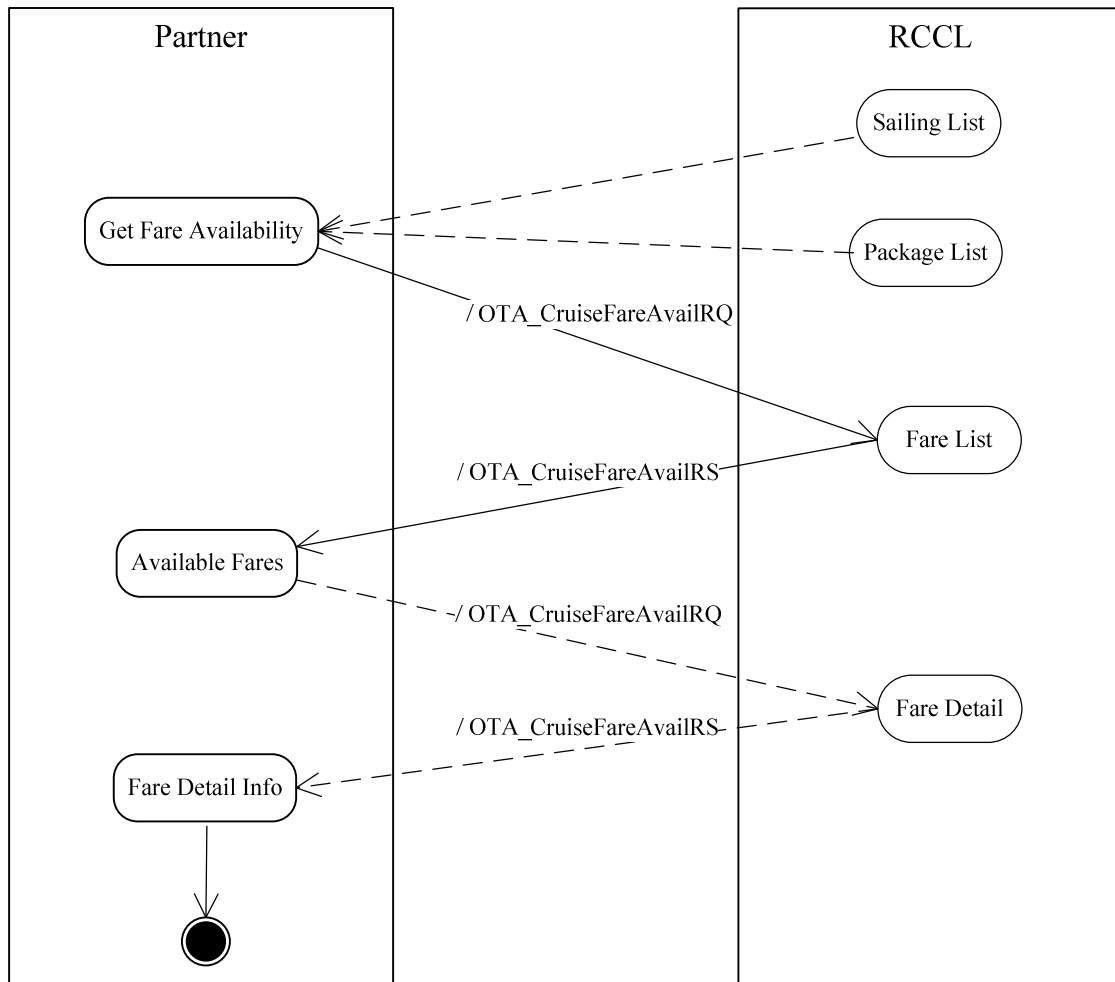 Partner
RCCL
Sailing List
Get Fare Availability
Package List
/ OTA_CruiseFareAvailRQ
Fare List
/ OTA_CruiseFareAvailRS
Available Fares
/ OTA_CruiseFareAvailRQ
Fare Detail
/ OTA_CruiseFareAvailRS
Fare Detail Info